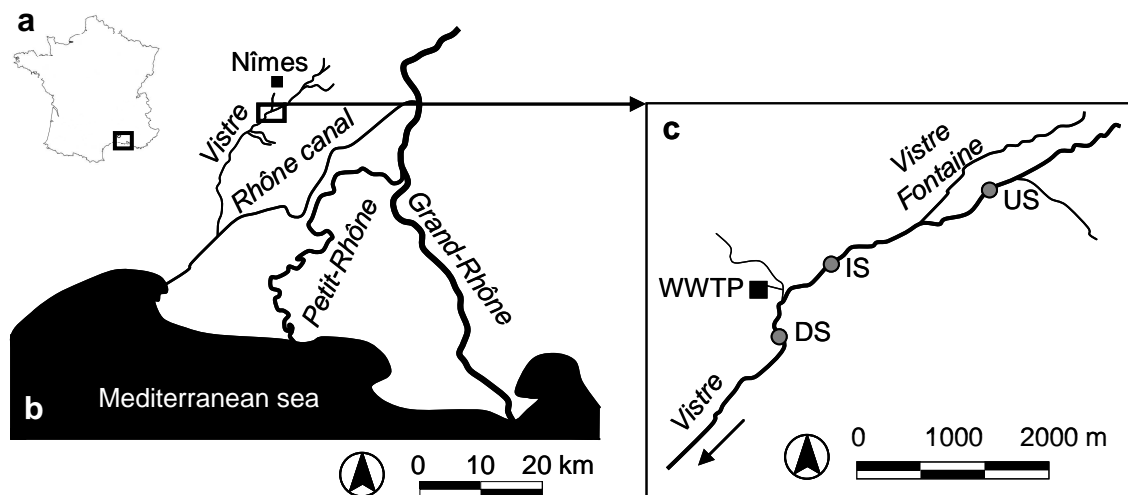 a
Nîmes
Vistre
Rhône canal
Petit-Rhône
Grand-Rhône
Mediterranean sea
b
0 10 20 km
c
Vistre
Fontaine
US
IS
WWTP
DS
Vistre
0 1000 2000 m